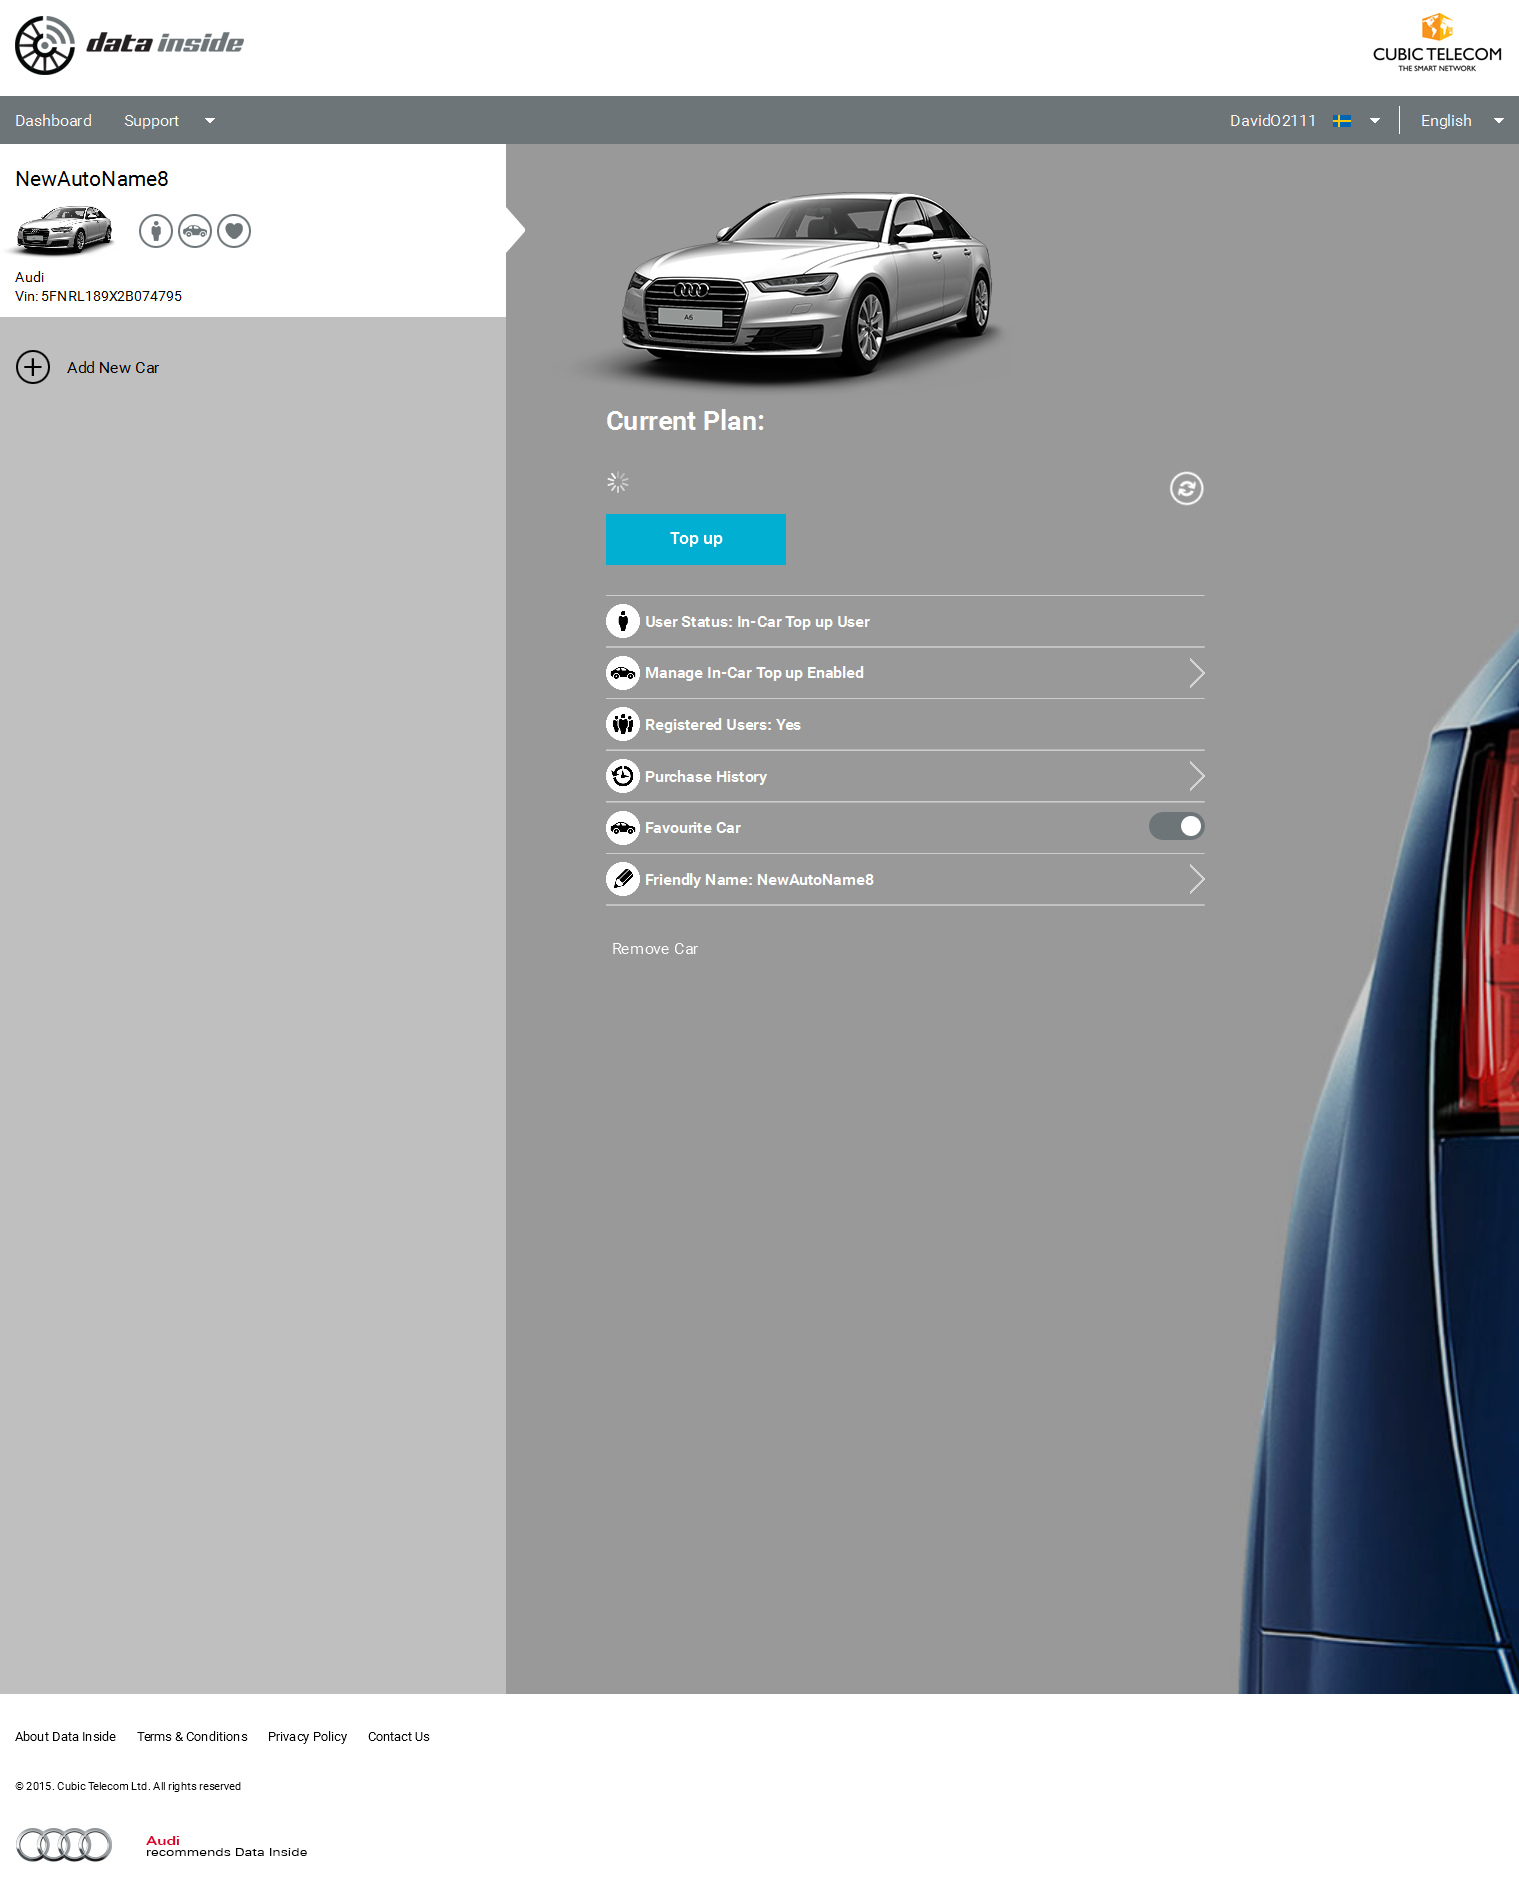 data inside
CUBIC TELECOM
THE SMART NETWORK
Dashboard
Support
DavidO2111
English
NewAutoName8
Audi
Vin: 5FNRL189X2B074795
Add New Car
A6
Current Plan:
Top up
User Status: In-Car Top up User
Manage In-Car Top up Enabled
Registered Users: Yes
Purchase History
Favourite Car
Friendly Name: NewAutoName8
Remove Car
About Data Inside
Terms & Conditions
Privacy Policy
Contact Us
© 2015. Cubic Telecom Ltd. All rights reserved
Audi
recommends Data Inside